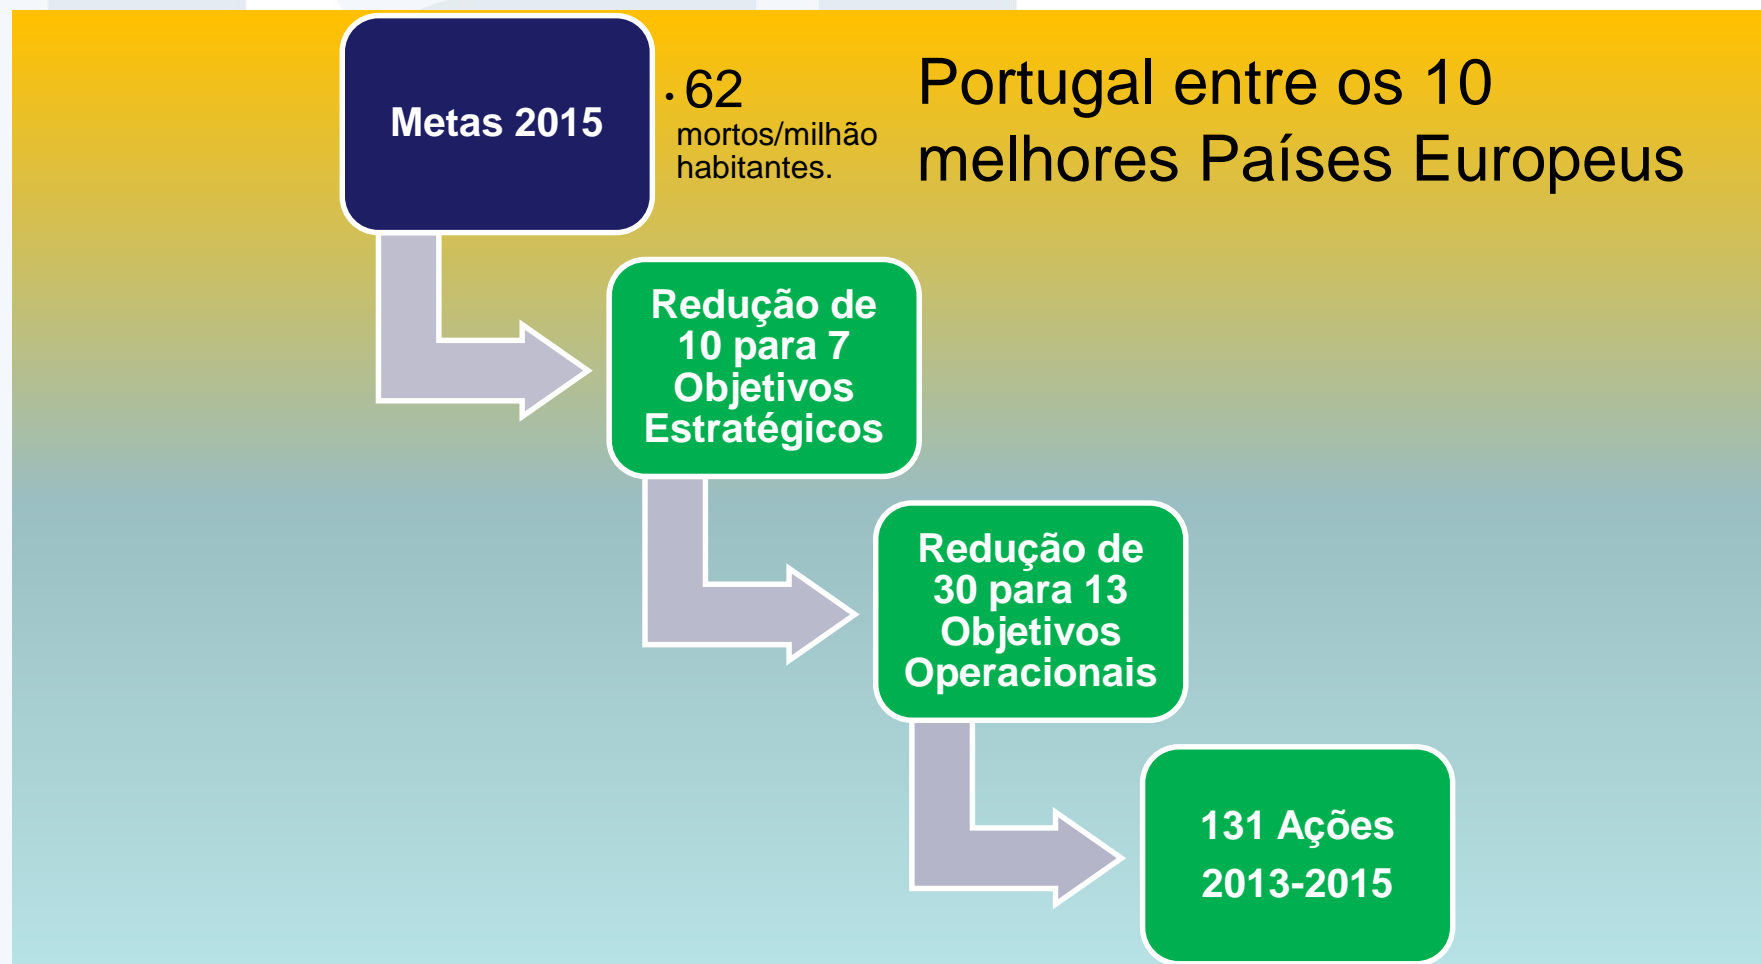 Metas 2015
• 62
mortos/milhão
habitantes.
Portugal entre os 10
melhores Países Europeus
Redução de
10 para 7
Objetivos
Estratégicos
Redução de
30 para 13
Objetivos
Operacionais
131 Ações
2013-2015